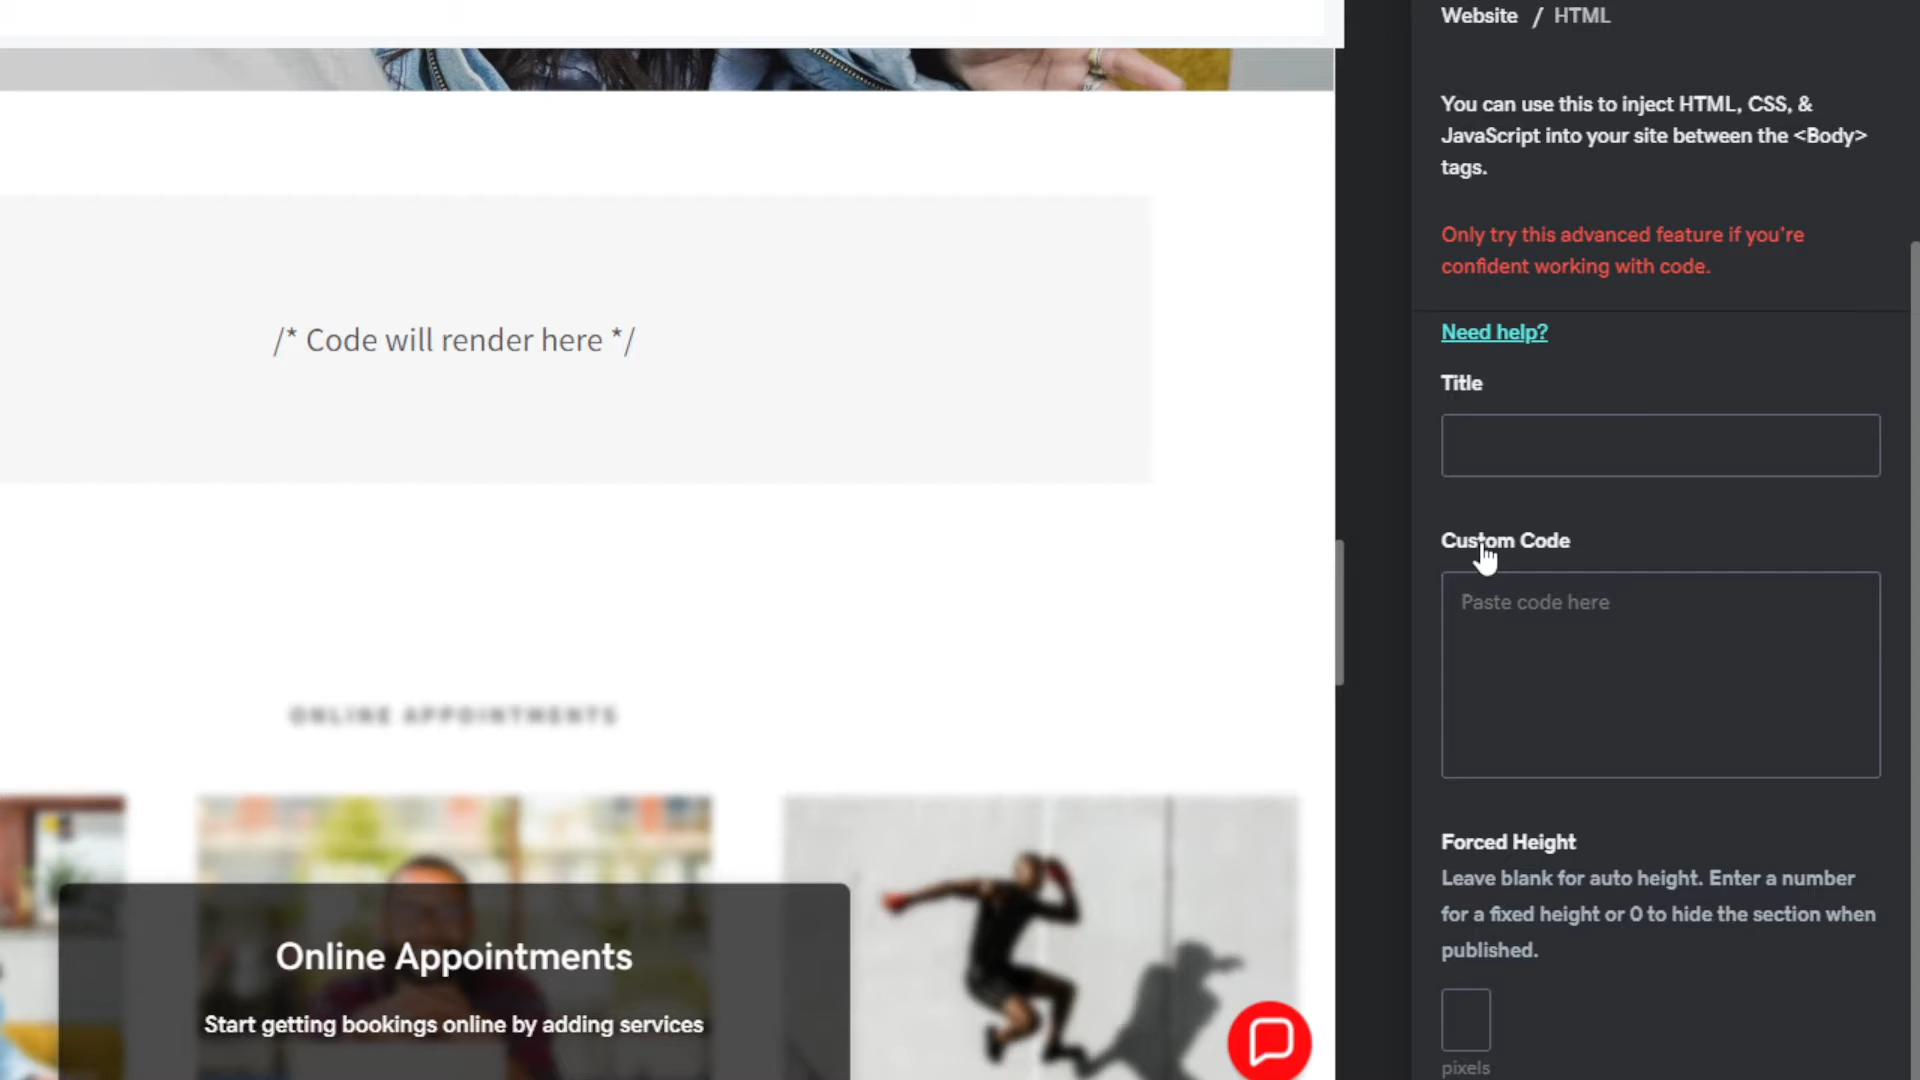 Website / HTML
You can use this to inject HTML, CSS, &
JavaScript into your site between the <Body>
tags.
Only try this advanced feature if you're
confident working with code.
Need help?
Title
Custom Code
Paste code here
Forced Height
Leave blank for auto height. Enter a number
for a fixed height or 0 to hide the section when
published.
pixels
/* Code will render here */
ONLINE APPOINTMENTS
Online Appointments
Start getting bookings online by adding services